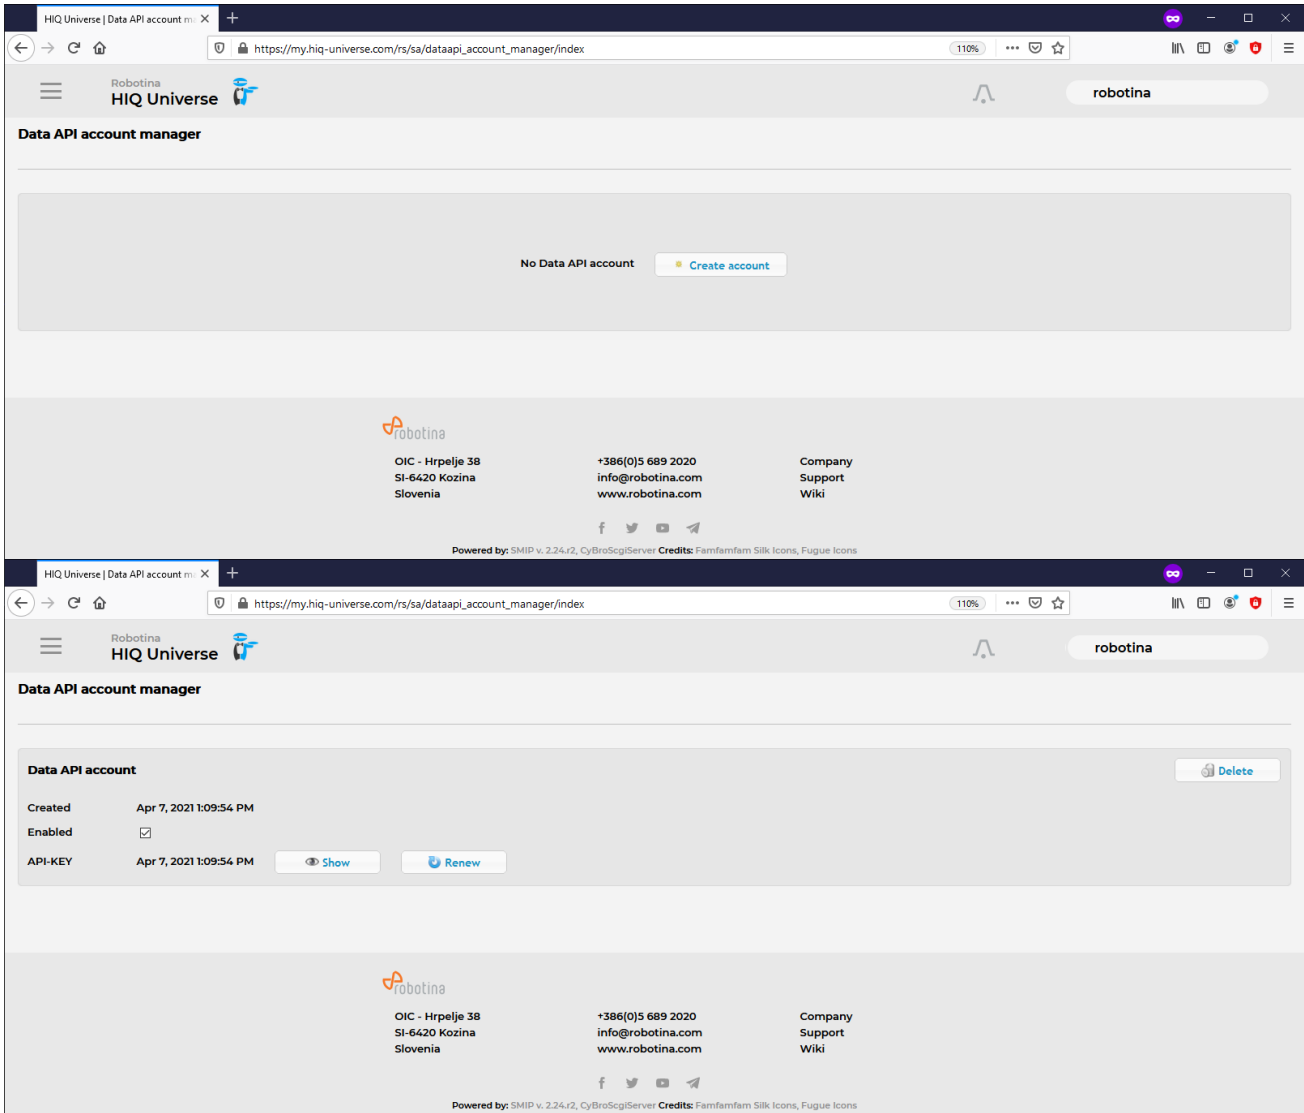 HIQ Universe | Data API account ma
https://my.hiq-universe.com/rs/sa/dataapi_account_manager/index
110%
Robotina
HIQ Universe
robotina
Data API account manager
No Data API account
Create account
robotina
OIC - Hrpelje 38
+386(0)5 689 2020
Company
SI-6420 Kozina
info@robotina.com
Support
Slovenia
www.robotina.com
Wiki
Powered by: SMIP v. 2.24.r2, CyBroScgiServer Credits: Famfamfam Silk Icons, Fugue Icons
HIQ Universe | Data API account ma
https://my.hiq-universe.com/rs/sa/dataapi_account_manager/index
110%
Robotina
HIQ Universe
robotina
Data API account manager
Data API account
Delete
Created Apr 7, 2021 1:09:54 PM
Enabled
API-KEY Apr 7, 2021 1:09:54 PM Show Renew
robotina
OIC - Hrpelje 38
+386(0)5 689 2020
Company
SI-6420 Kozina
info@robotina.com
Support
Slovenia
www.robotina.com
Wiki
Powered by: SMIP v. 2.24.r2, CyBroScgiServer Credits: Famfamfam Silk Icons, Fugue Icons